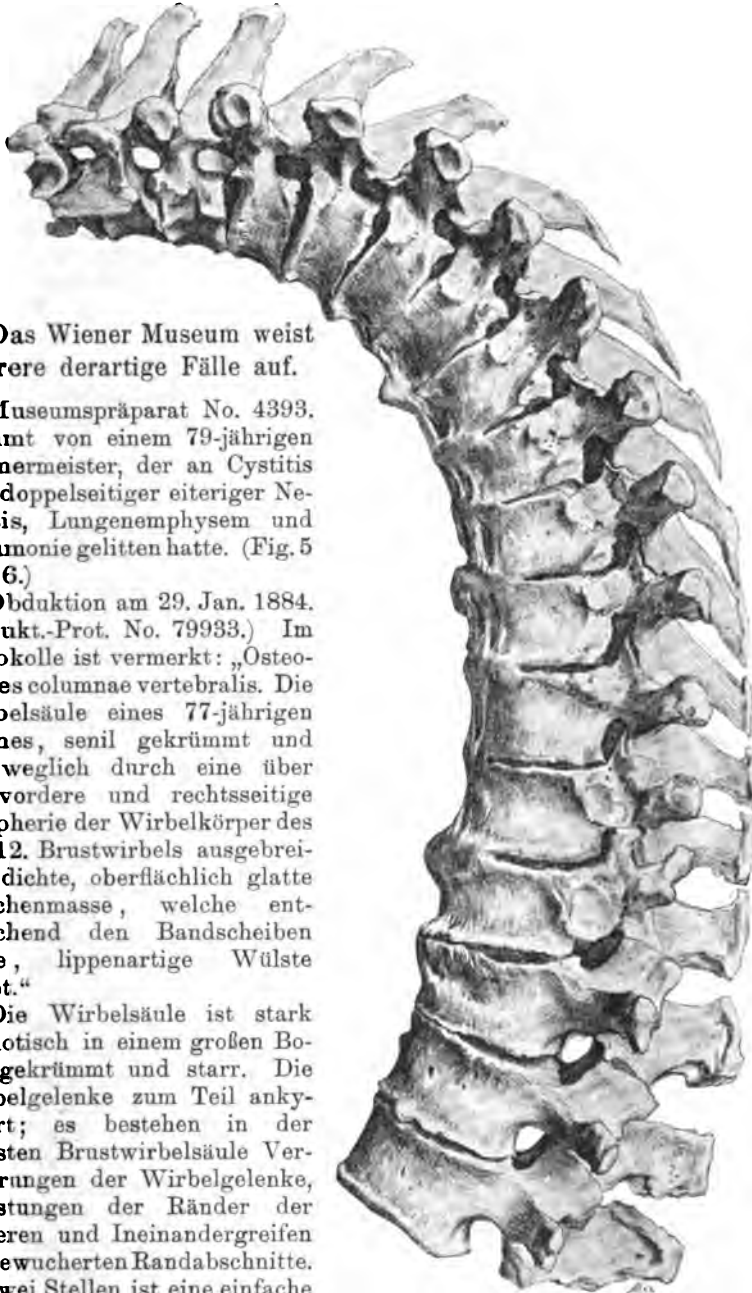 Das Wiener Museum weist
rere derartige Fälle auf.
Museumspräparat No. 4393.
mt von einem 79-jährigen
mermeister, der an Cystitis
doppelseitiger eiteriger Ne-
is, Lungenemphysem und
monie gelitten hatte. (Fig. 5
6.)
Obduktion am 29. Jan. 1884.
ukt.-Prot. No. 79933.) Im
okolle ist vermerkt: „Osteo-
es columnae vertebralis. Die
belsäule eines 77-jährigen
nes, senil gekrümmt und
weglich durch eine über
vordere und rechtsseitige
pherie der Wirbelkörper des
12. Brustwirbels ausgebrei-
dichte, oberflächlich glatte
chenmasse, welche ent-
chend den Bandscheiben
e, lippenartige Wülste
t.“
Die Wirbelsäule ist stark
otisch in einem großen Bo-
gekrümmt und starr. Die
belgelenke zum Teil anky-
rt; es bestehen in der
sten Brustwirbelsäule Ver-
rungen der Wirbelgelenke,
stungen der Ränder der
eren und Ineinandergreifen
ewucherten Randabschnitte.
wei Stellen ist eine einfache